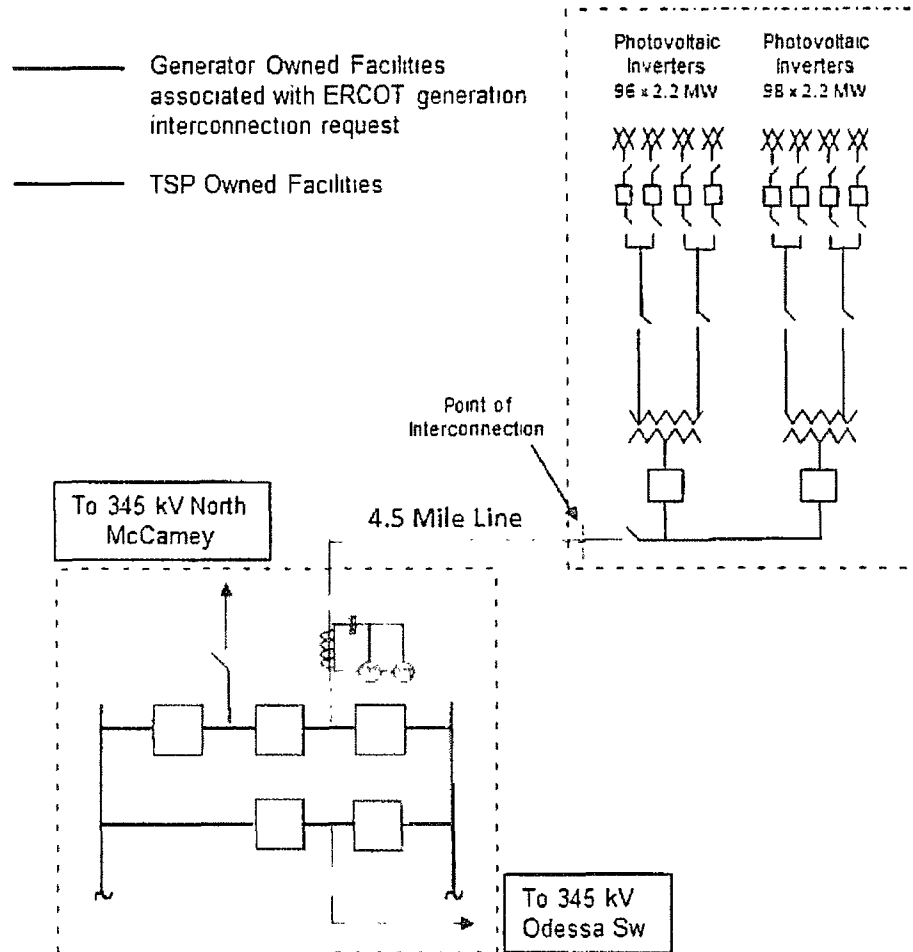 Generator Owned Facilities
associated with ERCOT generation
interconnection request
TSP Owned Facilities
Photovoltaic
Inverters
96 x 2.2 MW
Photovoltaic
Inverters
98 x 2.2 MW
Point of
Interconnection
4.5 Mile Line
To 345 kV North
McCamey
To 345 kV
Odessa Sw